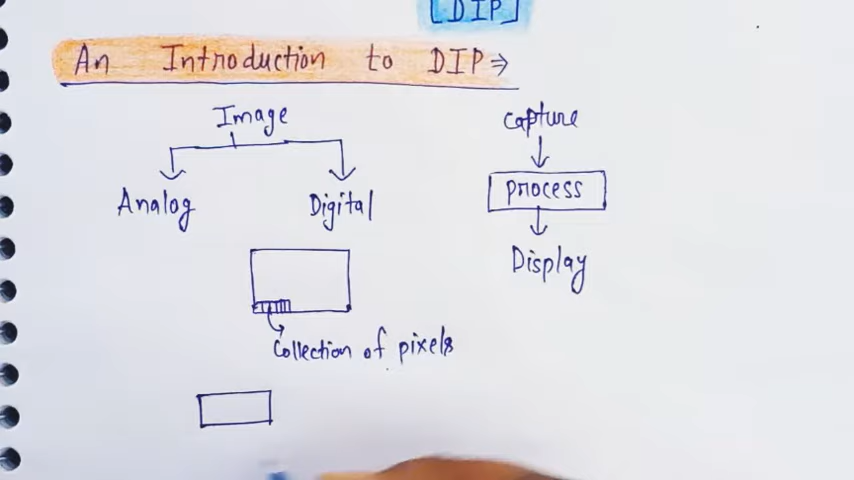 [DIP]
An Introduction to DIP⇒
Image
Analog
Digital
Collection of pixels
capture
process
Display